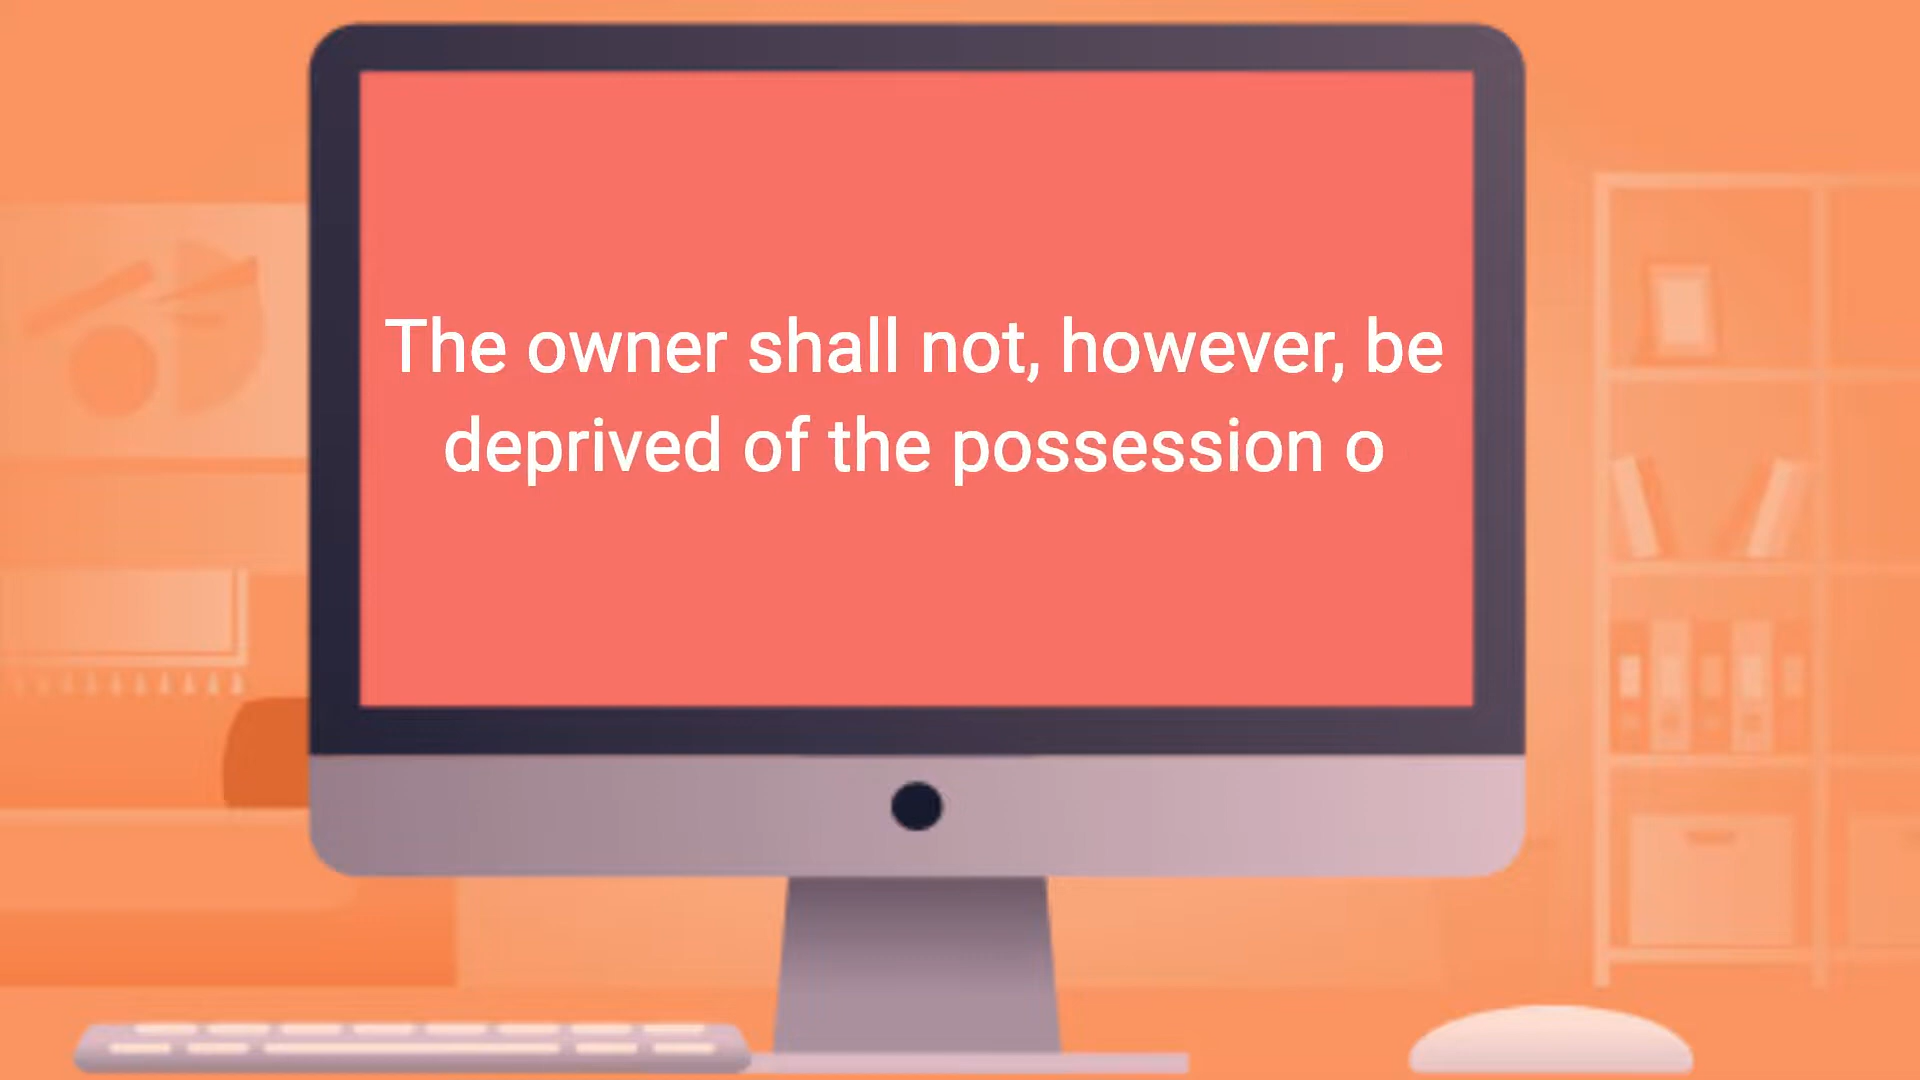 The owner shall not, however, be
deprived of the possession o